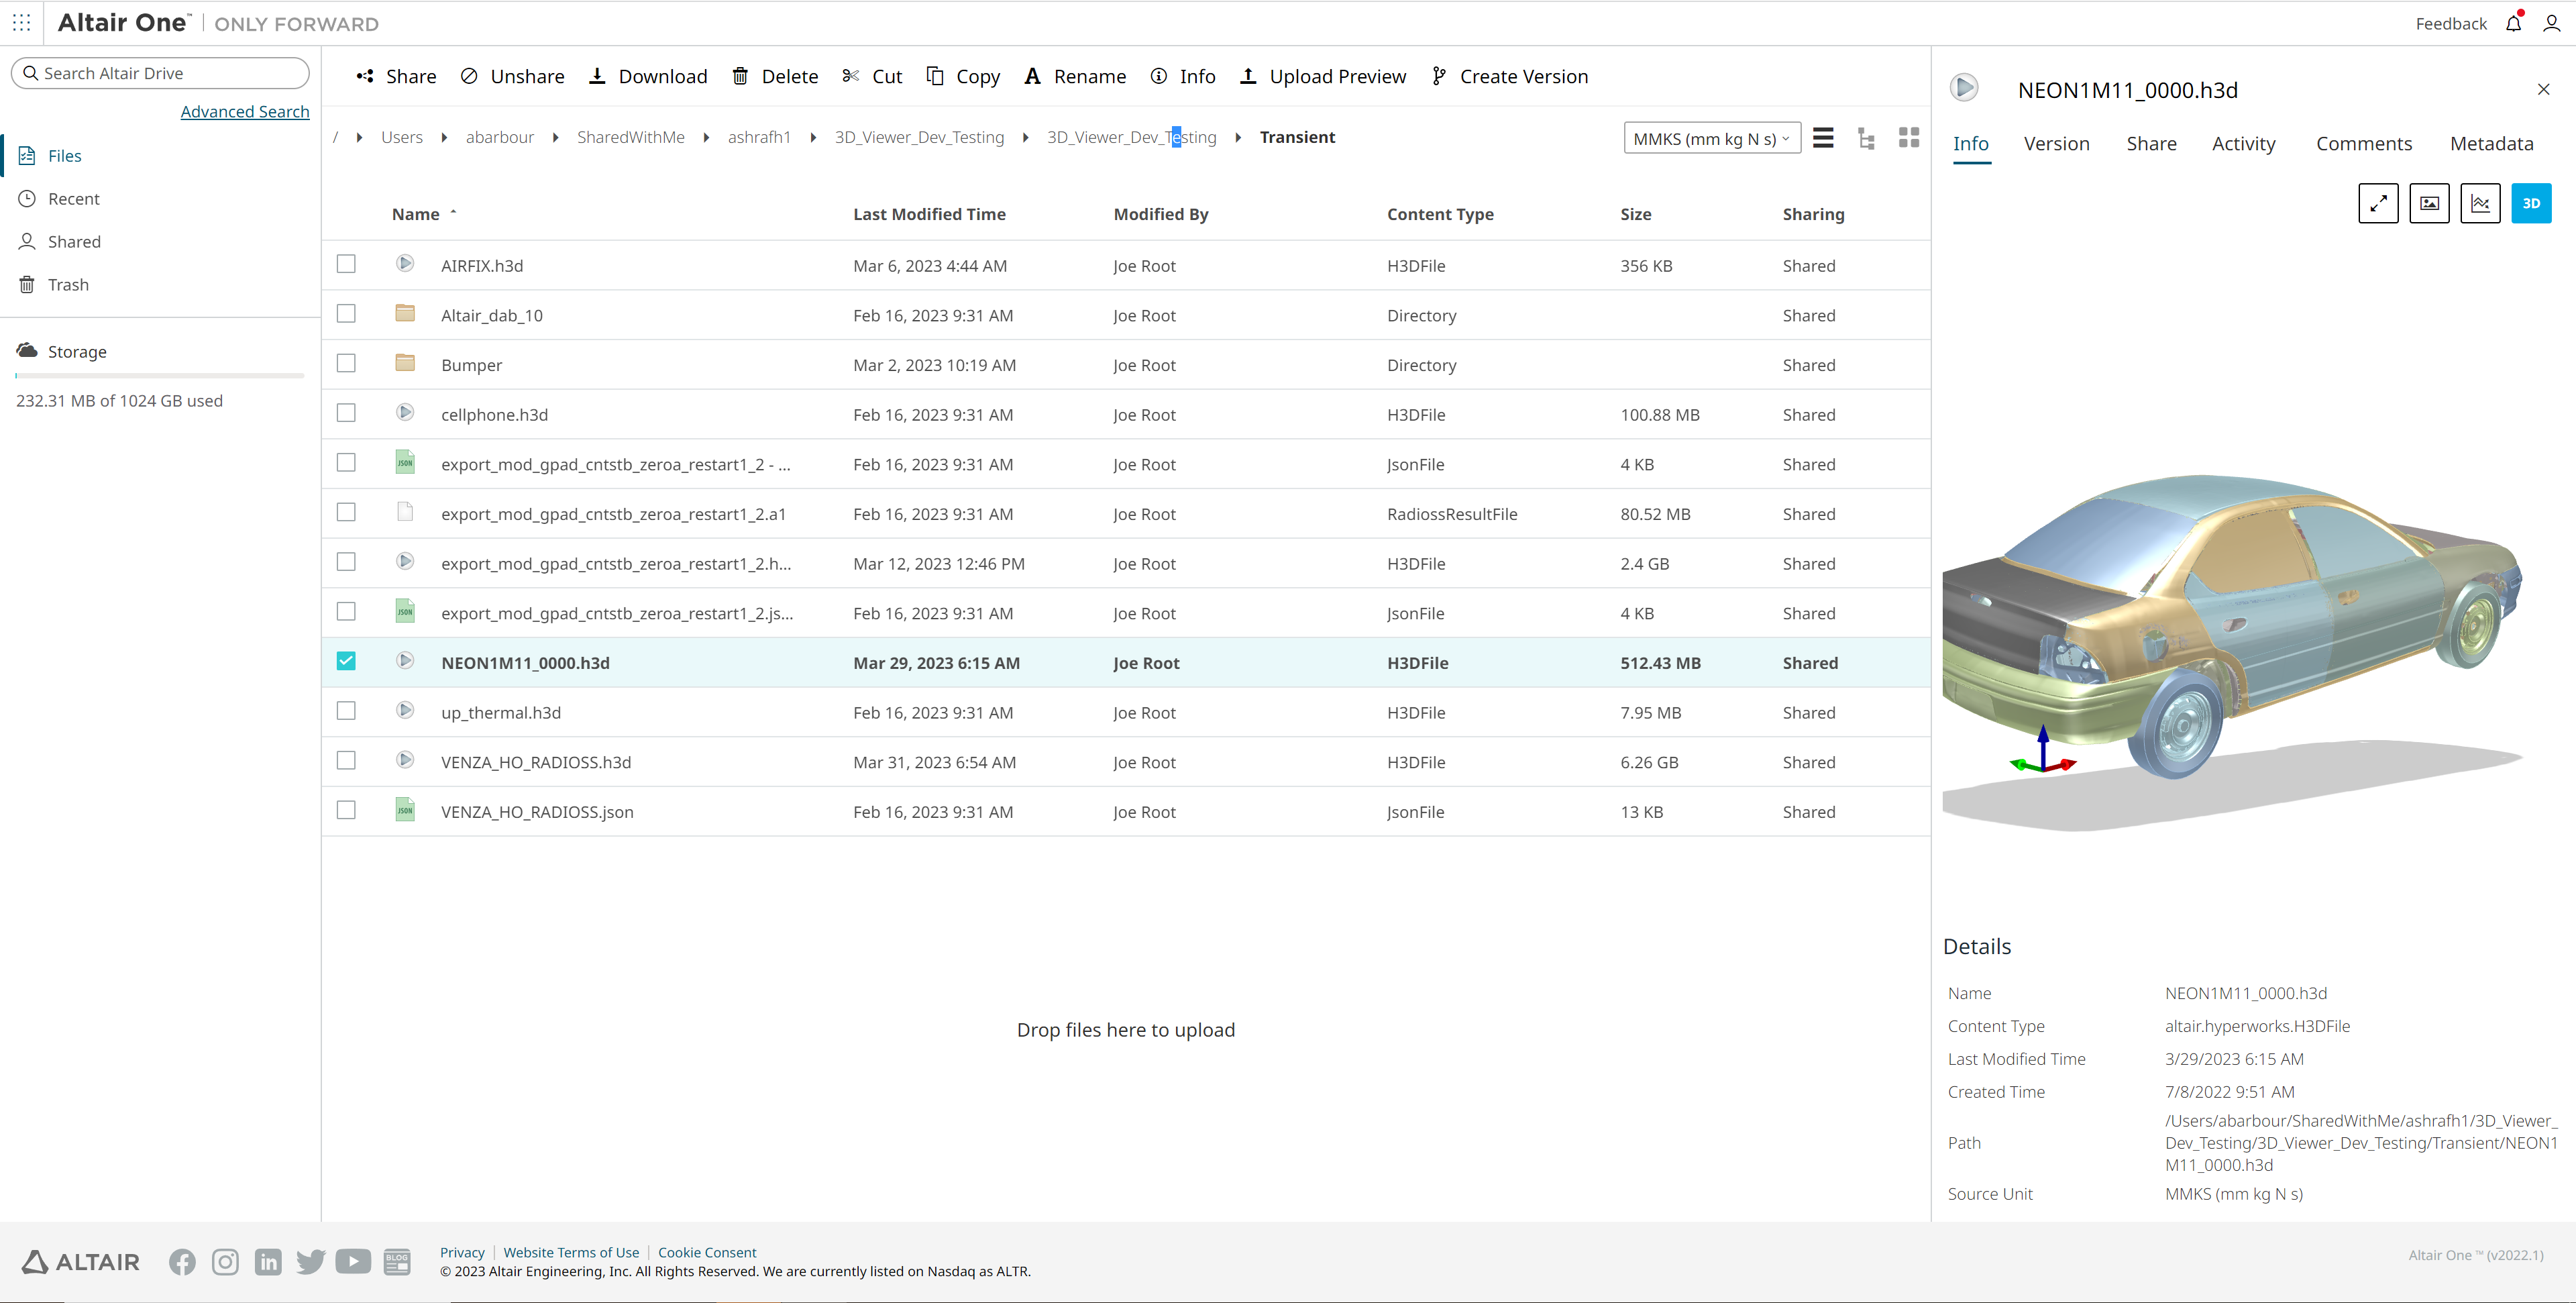 Altair One™ | ONLY FORWARD
Feedback
Search Altair Drive
Advanced Search
Files
Recent
Shared
Trash
Storage
232.31 MB of 1024 GB used
Share Unshare Download Delete Cut Copy Rename Info Upload Preview Create Version
/ Users abarbour SharedWithMe ashrafh1 3D_Viewer_Dev_Testing 3D_Viewer_Dev_Testing Transient
MMKS (mm kg N s)
Name Last Modified Time Modified By Content Type Size Sharing
AIRFIX.h3d Mar 6, 2023 4:44 AM Joe Root H3DFile 356 KB Shared
Altair_dab_10 Feb 16, 2023 9:31 AM Joe Root Directory Shared
Bumper Mar 2, 2023 10:19 AM Joe Root Directory Shared
cellphone.h3d Feb 16, 2023 9:31 AM Joe Root H3DFile 100.88 MB Shared
JSON export_mod_gpad_cntstb_zeroa_restart1_2 - ... Feb 16, 2023 9:31 AM Joe Root JsonFile 4 KB Shared
export_mod_gpad_cntstb_zeroa_restart1_2.a1 Feb 16, 2023 9:31 AM Joe Root RadiossResultFile 80.52 MB Shared
export_mod_gpad_cntstb_zeroa_restart1_2.h... Mar 12, 2023 12:46 PM Joe Root H3DFile 2.4 GB Shared
JSON export_mod_gpad_cntstb_zeroa_restart1_2.js... Feb 16, 2023 9:31 AM Joe Root JsonFile 4 KB Shared
NEON1M11_0000.h3d Mar 29, 2023 6:15 AM Joe Root H3DFile 512.43 MB Shared
up_thermal.h3d Feb 16, 2023 9:31 AM Joe Root H3DFile 7.95 MB Shared
VENZA_HO_RADIOSS.h3d Mar 31, 2023 6:54 AM Joe Root H3DFile 6.26 GB Shared
JSON VENZA_HO_RADIOSS.json Feb 16, 2023 9:31 AM Joe Root JsonFile 13 KB Shared
Drop files here to upload
NEON1M11_0000.h3d
Info Version Share Activity Comments Metadata
3D
Details
Name NEON1M11_0000.h3d
Content Type altair.hyperworks.H3DFile
Last Modified Time 3/29/2023 6:15 AM
Created Time 7/8/2022 9:51 AM
Path /Users/abarbour/SharedWithMe/ashrafh1/3D_Viewer_
Dev_Testing/3D_Viewer_Dev_Testing/Transient/NEON1
M11_0000.h3d
Source Unit MMKS (mm kg N s)
ALTAIR
BLOG
Privacy | Website Terms of Use | Cookie Consent
© 2023 Altair Engineering, Inc. All Rights Reserved. We are currently listed on Nasdaq as ALTR.
Altair One ™ (v2022.1)